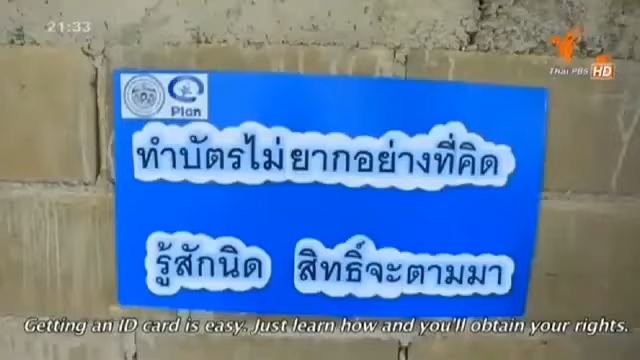 21:33
Thai PBS HD
Plan
ทำบัตรไม่ยากอย่างที่คิด
รู้สักนิด สิทธิ์จะตามมา
Getting an ID card is easy. Just learn how and you'll obtain your rights.